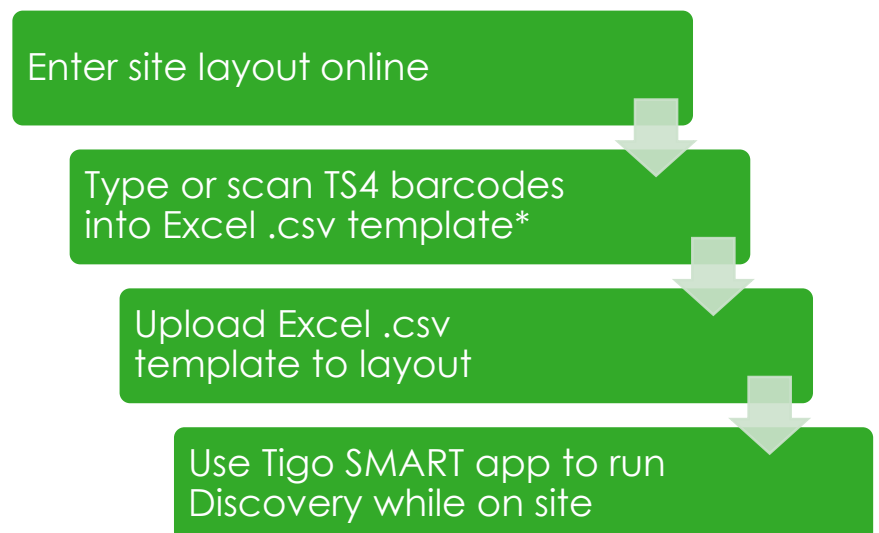 Enter site layout online
Type or scan TS4 barcodes
into Excel .csv template*
Upload Excel .csv
template to layout
Use Tigo SMART app to run
Discovery while on site